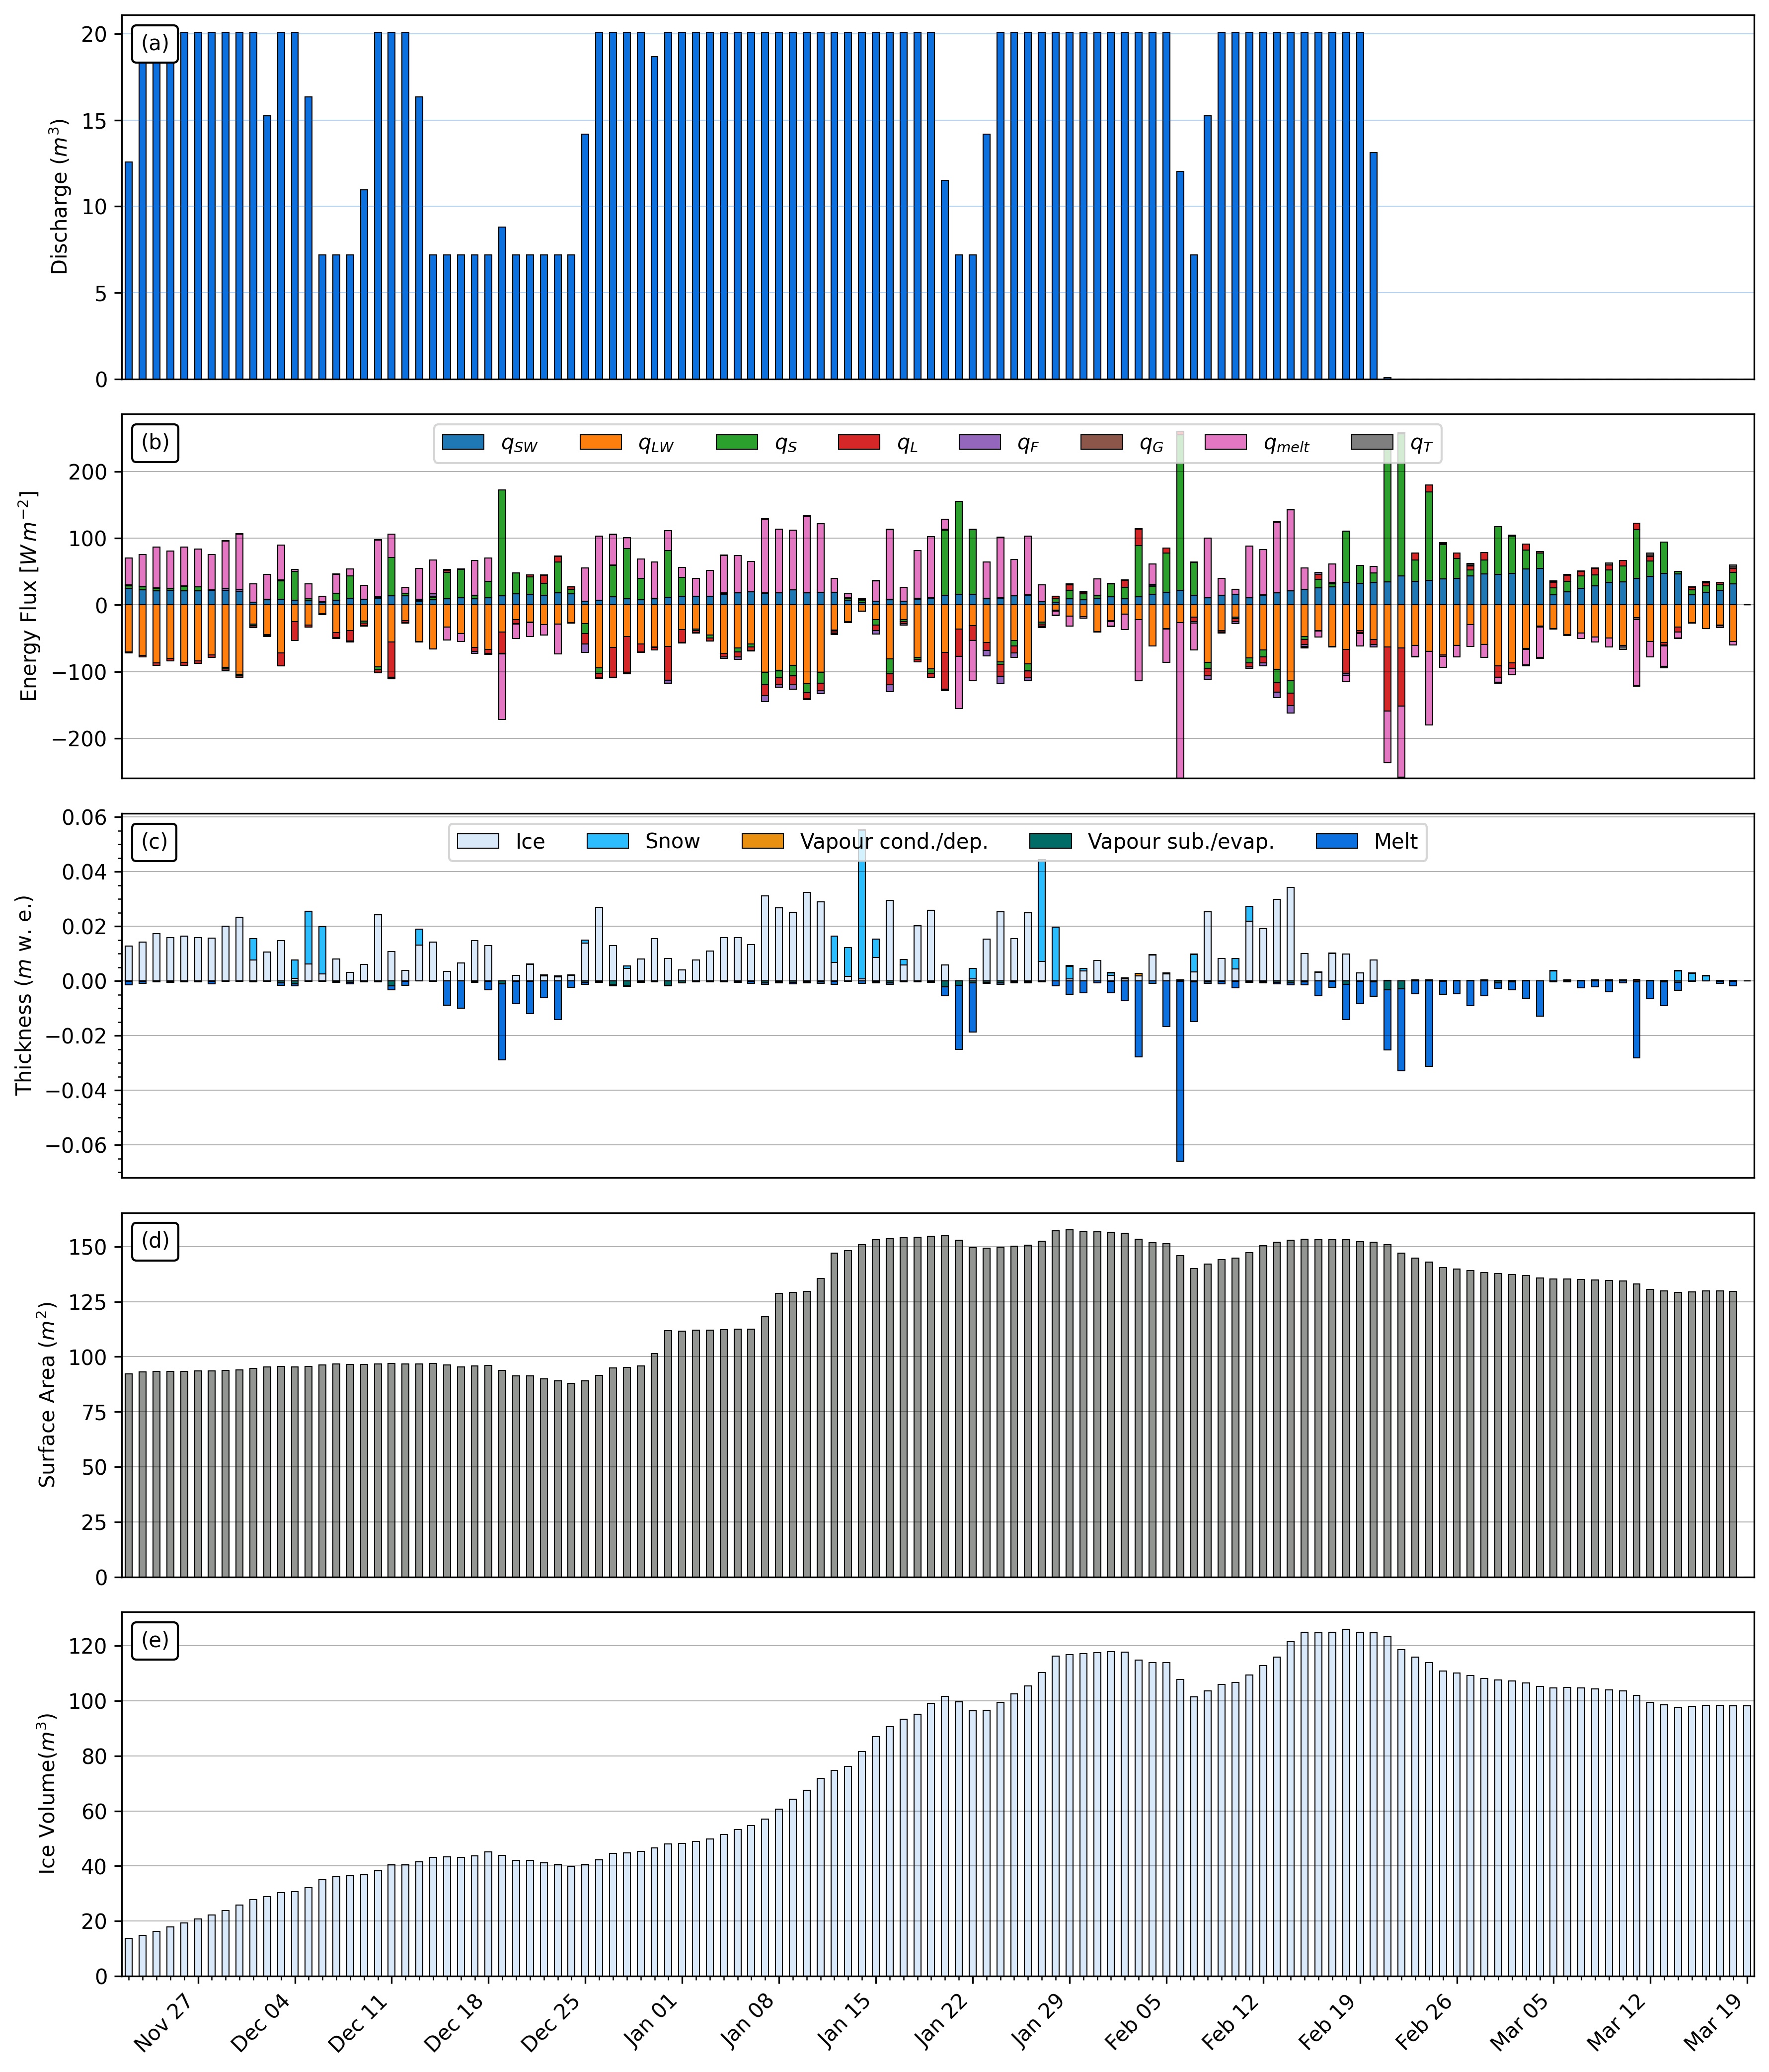 (a)
Discharge (m³)
20
15
10
5
0
(b)
q_SW q_LW q_S q_L q_F q_G q_melt q_T
Energy Flux [W m⁻²]
200
100
0
−100
−200
(c)
Ice Snow Vapour cond./dep. Vapour sub./evap. Melt
Thickness (m w. e.)
0.06
0.04
0.02
0.00
−0.02
−0.04
−0.06
(d)
Surface Area (m²)
150
125
100
75
50
25
0
(e)
Ice Volume(m³)
120
100
80
60
40
20
0
Nov 27 Dec 04 Dec 11 Dec 18 Dec 25 Jan 01 Jan 08 Jan 15 Jan 22 Jan 29 Feb 05 Feb 12 Feb 19 Feb 26 Mar 05 Mar 12 Mar 19